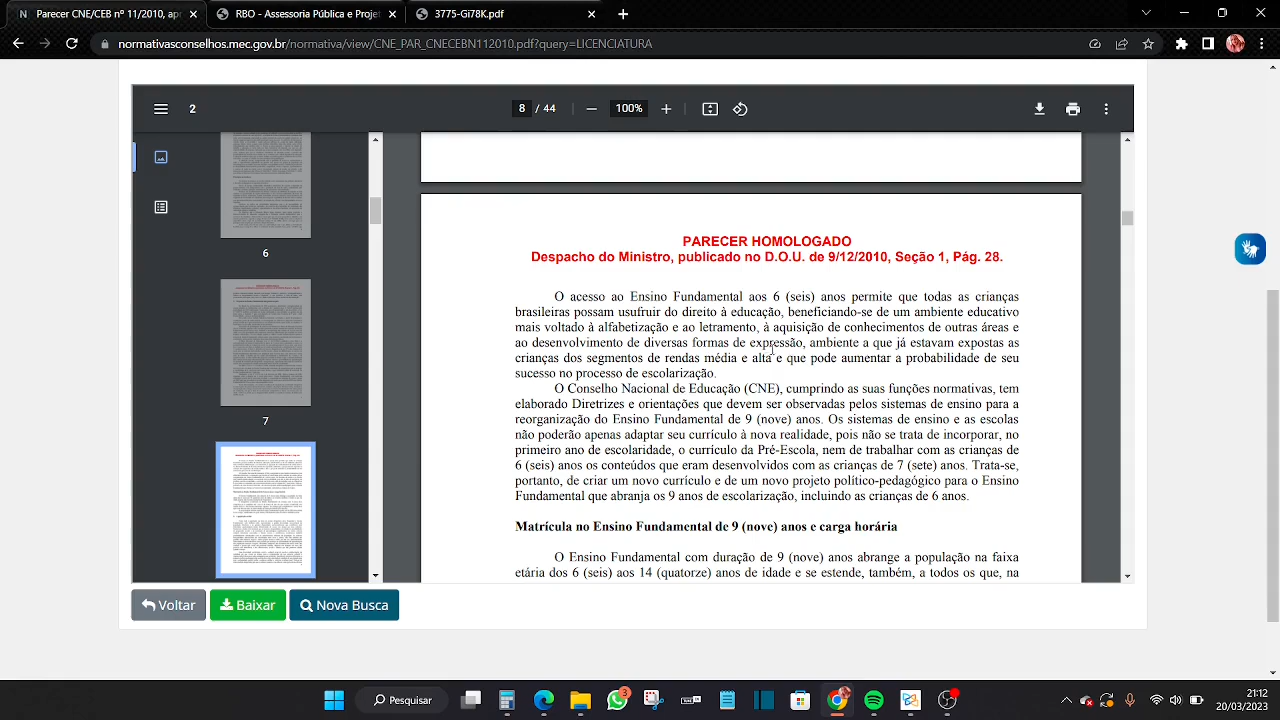 Parecer CNE/CEB nº 11/2010, ap
RBO - Assessoria Pública e Projet
3775-Gi78K.pdf
normativasconselhos.mec.gov.br/normativa/view/CNE_PAR_CNECEBN112010.pdf?query=LICENCIATURA
2
8 / 44
100%
6
7
PARECER HOMOLOGADO
Despacho do Ministro, publicado no D.O.U. de 9/12/2010, Seção 1, Pág. 28.
O acesso ao Ensino Fundamental aos 6 (seis) anos permite que todas as crianças
brasileiras possam usufruir do direito à educação, beneficiando-se de um ambiente educativo
mais voltado à alfabetização e ao letramento, à aquisição de conhecimentos de outras áreas e
ao desenvolvimento de diversas formas de expressão, ambiente a que já estavam expostas as
crianças dos segmentos de rendas média e alta e que pode aumentar a probabilidade de seu
sucesso no processo de escolarização.
O Conselho Nacional de Educação (CNE), cumprindo as suas funções normativas, tem
elaborado Diretrizes e orientações que devem ser observadas pelos sistemas de ensino para a
reorganização do Ensino Fundamental de 9 (nove) anos. Os sistemas de ensino e as escolas
não poderão apenas adaptar seu currículo à nova realidade, pois não se trata de incorporar, no
primeiro ano de escolaridade, o currículo da Pré-Escola, nem de trabalhar com as crianças de
6 (seis) anos os conteúdos que eram desenvolvidos com as crianças de 7 (sete) anos. Trata-se,
portanto, de criar um novo currículo e de um novo projeto político-pedagógico para o Ensino
Fundamental que abranja os 9 anos de escolarização, incluindo as crianças de 6 anos.
Matrícula no Ensino Fundamental de 9 (nove) anos e carga horária
O Ensino Fundamental, com duração de 9 (nove) anos abrange a população na faixa
etária dos 6 (seis) aos 14 (quatorze) anos de idade e se estende, também, a todos os que, na
Voltar
Baixar
Nova Busca
Pesquisar
3
21:12
20/03/2023